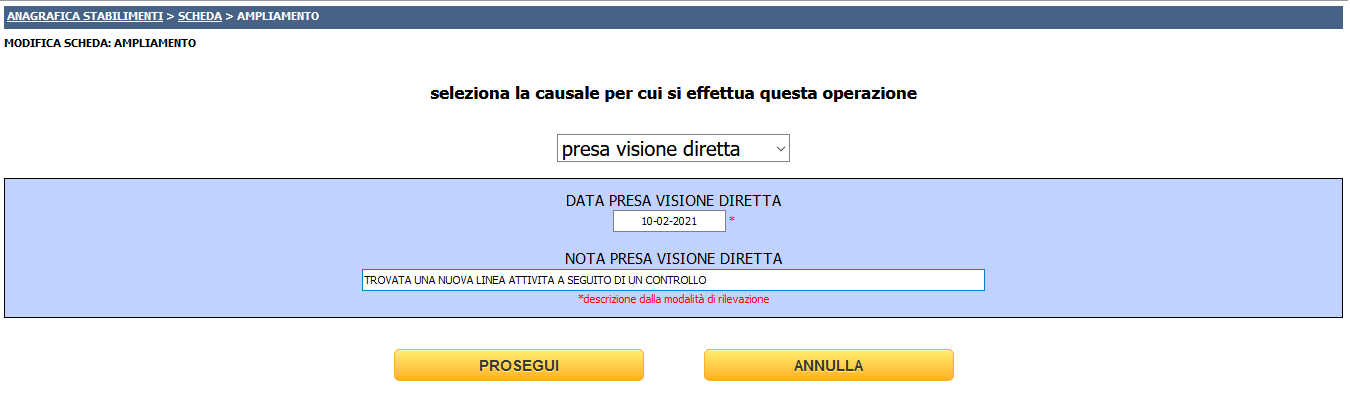 ANAGRAFICA STABILIMENTI > SCHEDA > AMPLIAMENTO
MODIFICA SCHEDA: AMPLIAMENTO
seleziona la causale per cui si effettua questa operazione
presa visione diretta
DATA PRESA VISIONE DIRETTA
10-02-2021 *
NOTA PRESA VISIONE DIRETTA
TROVATA UNA NUOVA LINEA ATTIVITA A SEGUITO DI UN CONTROLLO
*descrizione dalla modalità di rilevazione
PROSEGUI ANNULLA